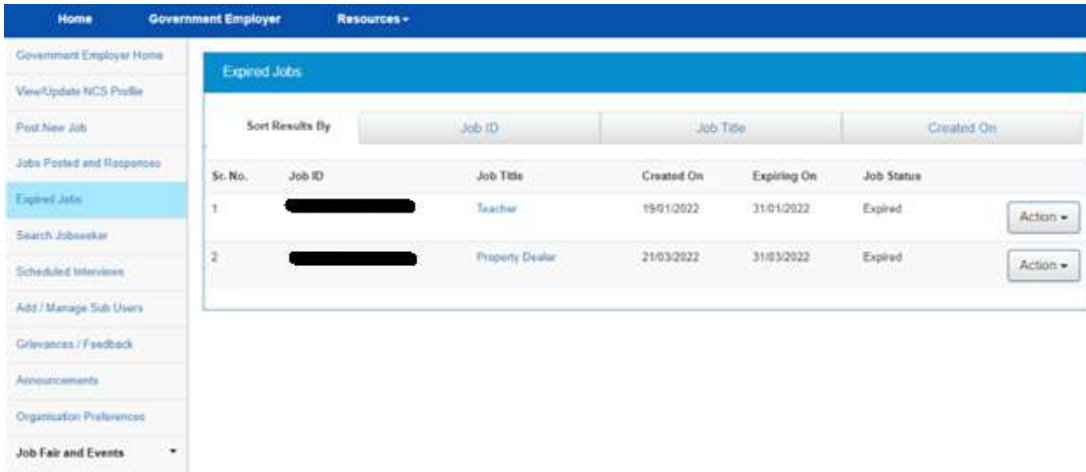 Home Government Employer Resources
Government Employer Home
View/Update NCS Profile
Post New Job
Jobs Posted and Responses
Expired Jobs
Search Jobseeker
Scheduled Interviews
Add / Manage Sub Users
Grievances / Feedback
Announcements
Organisation Preferences
Job Fair and Events
Expired Jobs
Sort Results By Job ID Job Title Created On
Sr. No. Job ID Job Title Created On Expiring On Job Status
1 Teacher 19/01/2022 31/01/2022 Expired Action
2 Property Dealer 21/03/2022 31/03/2022 Expired Action